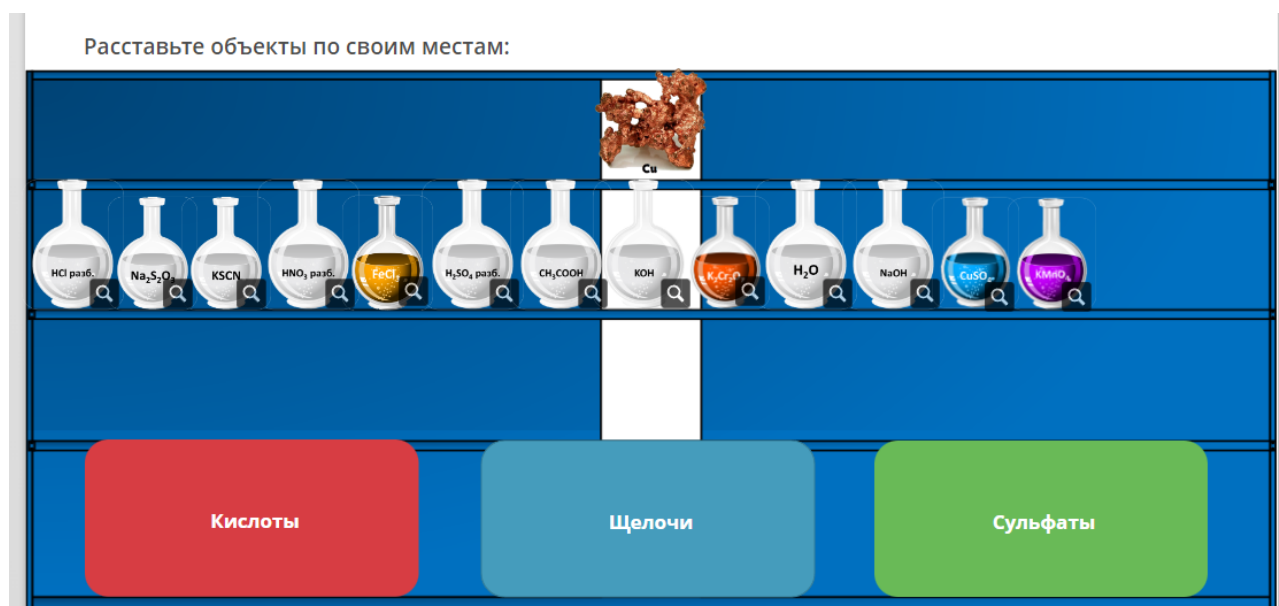 Расставьте объекты по своим местам:
Cu
HCl разб.
Na₂S₂O₃
KSCN
HNO₃ разб.
FeCl₃
H₂SO₄ разб.
CH₃COOH
KOH
K₂Cr₂O
H₂O
NaOH
CuSO₄
KMnO₄
Кислоты
Щелочи
Сульфаты